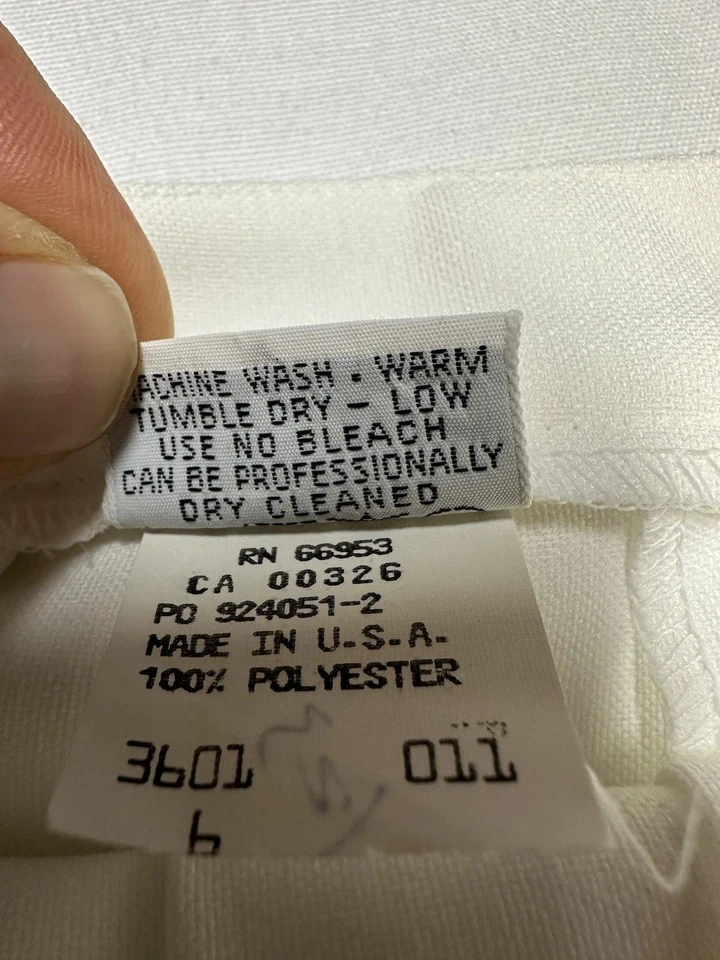 MACHINE WASH • WARM
TUMBLE DRY - LOW
USE NO BLEACH
CAN BE PROFESSIONALLY
DRY CLEANED
RN 66953
CA 00326
PO 924051-2
MADE IN U.S.A.
100% POLYESTER
3601 011